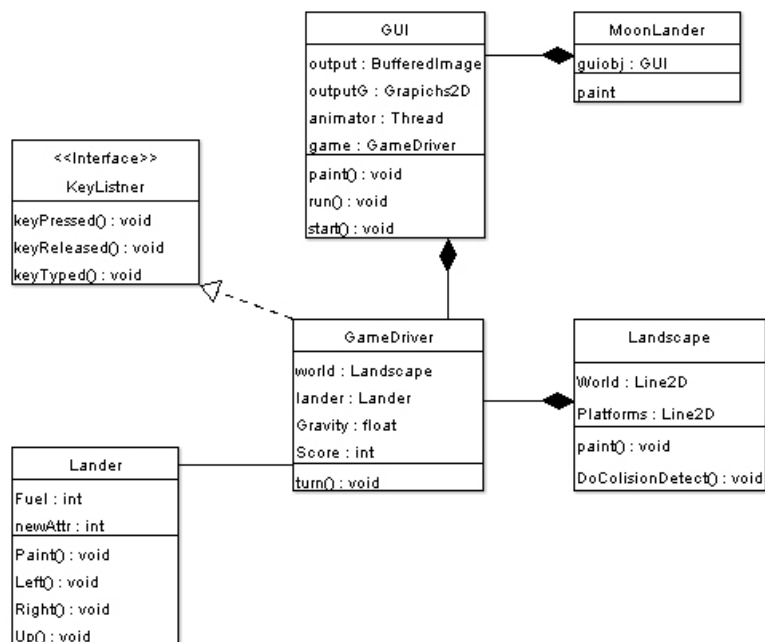 GUI
output : BufferedImage
outputG : Grapichs2D
animator : Thread
game : GameDriver
paint() : void
run() : void
start() : void
MoonLander
guiobj : GUI
paint
<<Interface>>
KeyListner
keyPressed() : void
keyReleased() : void
keyTyped() : void
GameDriver
world : Landscape
lander : Lander
Gravity : float
Score : int
turn() : void
Landscape
World : Line2D
Platforms : Line2D
paint() : void
DoColisionDetect() : void
Lander
Fuel : int
newAttr : int
Paint() : void
Left() : void
Right() : void
Up() : void